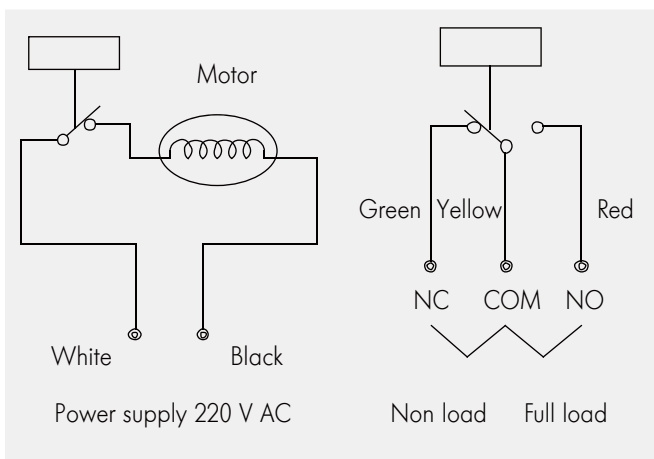 Motor
Green Yellow Red
NC COM NO
White Black
Power supply 220 V AC
Non load Full load